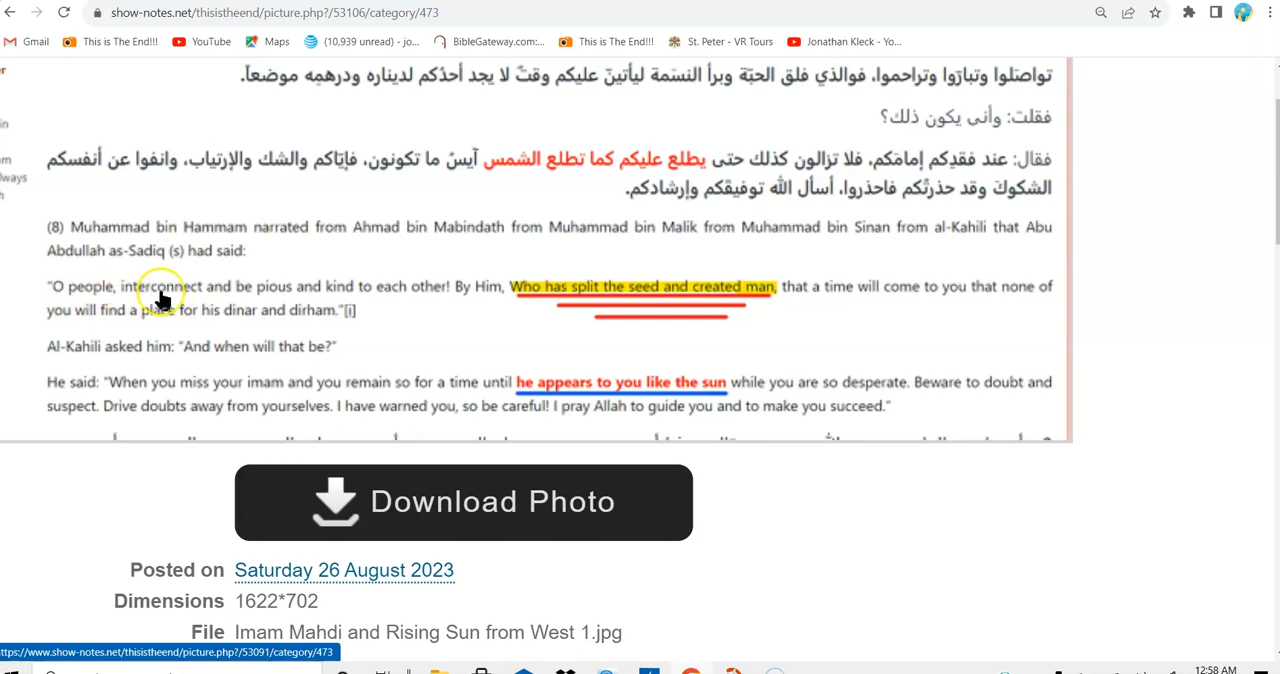 show-notes.net/thisistheend/picture.php?/53106/category/473
Gmail
This is The End!!!
YouTube
Maps
(10,939 unread) - jo...
BibleGateway.com:...
This is The End!!!
St. Peter - VR Tours
Jonathan Kleck - Yo...
تواصَلوا وتبارّوا وتراحموا، فوالذي فلق الحبّة وبرأ النسَمة ليأتينّ عليكم وقتٌ لا يجد أحدُكم لديناره ودرهمِه موضعاً.
فقلت: وأنى يكون ذلك؟
فقال: عند فقدِكم إمامَكم، فلا تزالون كذلك حتى يطلع عليكم كما تطلع الشمس آيسُ ما تكونون، فإيّاكم والشك والإرتياب، وانفوا عن أنفسكم
الشكوكَ وقد حذرتُكم فاحذروا، أسأل الله توفيقَكم وإرشادكم.
(8) Muhammad bin Hammam narrated from Ahmad bin Mabindath from Muhammad bin Malik from Muhammad bin Sinan from al-Kahili that Abu
Abdullah as-Sadiq (s) had said:
"O people, interconnect and be pious and kind to each other! By Him, Who has split the seed and created man, that a time will come to you that none of
you will find a place for his dinar and dirham."[i]
Al-Kahili asked him: "And when will that be?"
He said: "When you miss your imam and you remain so for a time until he appears to you like the sun while you are so desperate. Beware to doubt and
suspect. Drive doubts away from yourselves. I have warned you, so be careful! I pray Allah to guide you and to make you succeed."
Download Photo
Posted on Saturday 26 August 2023
Dimensions 1622*702
File Imam Mahdi and Rising Sun from West 1.jpg
ttps://www.show-notes.net/thisistheend/picture.php?/53091/category/473
12:58 AM